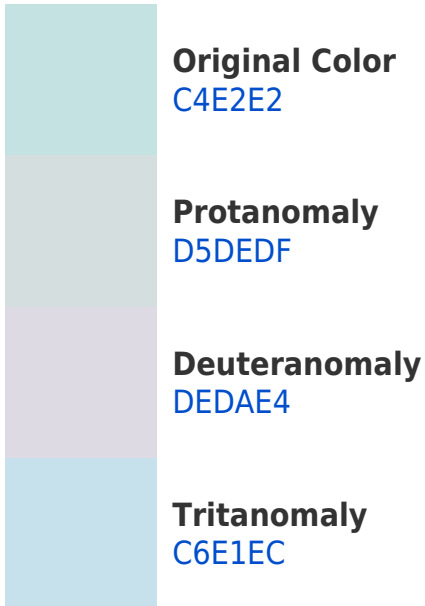 Original Color
C4E2E2
Protanomaly
D5DEDF
Deuteranomaly
DEDAE4
Tritanomaly
C6E1EC